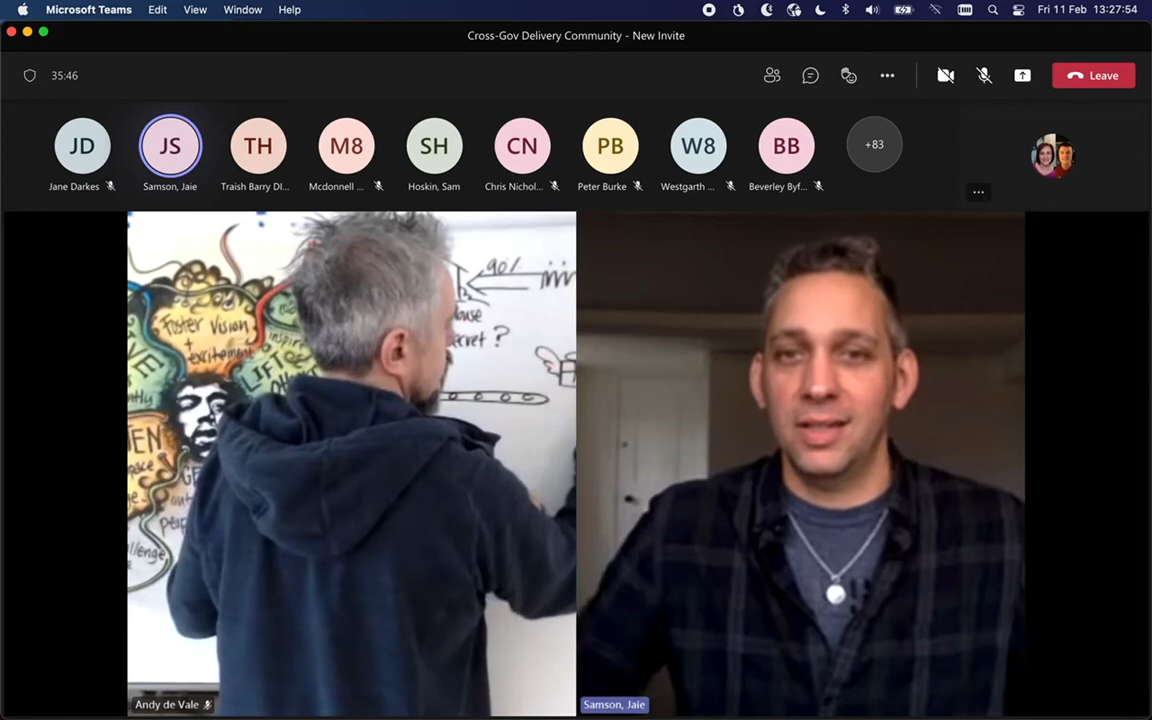 Microsoft Teams Edit View Window Help Fri 11 Feb 13:27:54
Cross-Gov Delivery Community - New Invite
35:46 Leave
JD JS TH M8 SH CN PB W8 BB +83
Jane Darkes Samson, Jaie Traish Barry DI... Mcdonnell ... Hoskin, Sam Chris Nichol... Peter Burke Westgarth ... Beverley Byf...
90%
Foster Vision
+
excitement
LIFT
ecret?
Andy de Vale Samson, Jaie